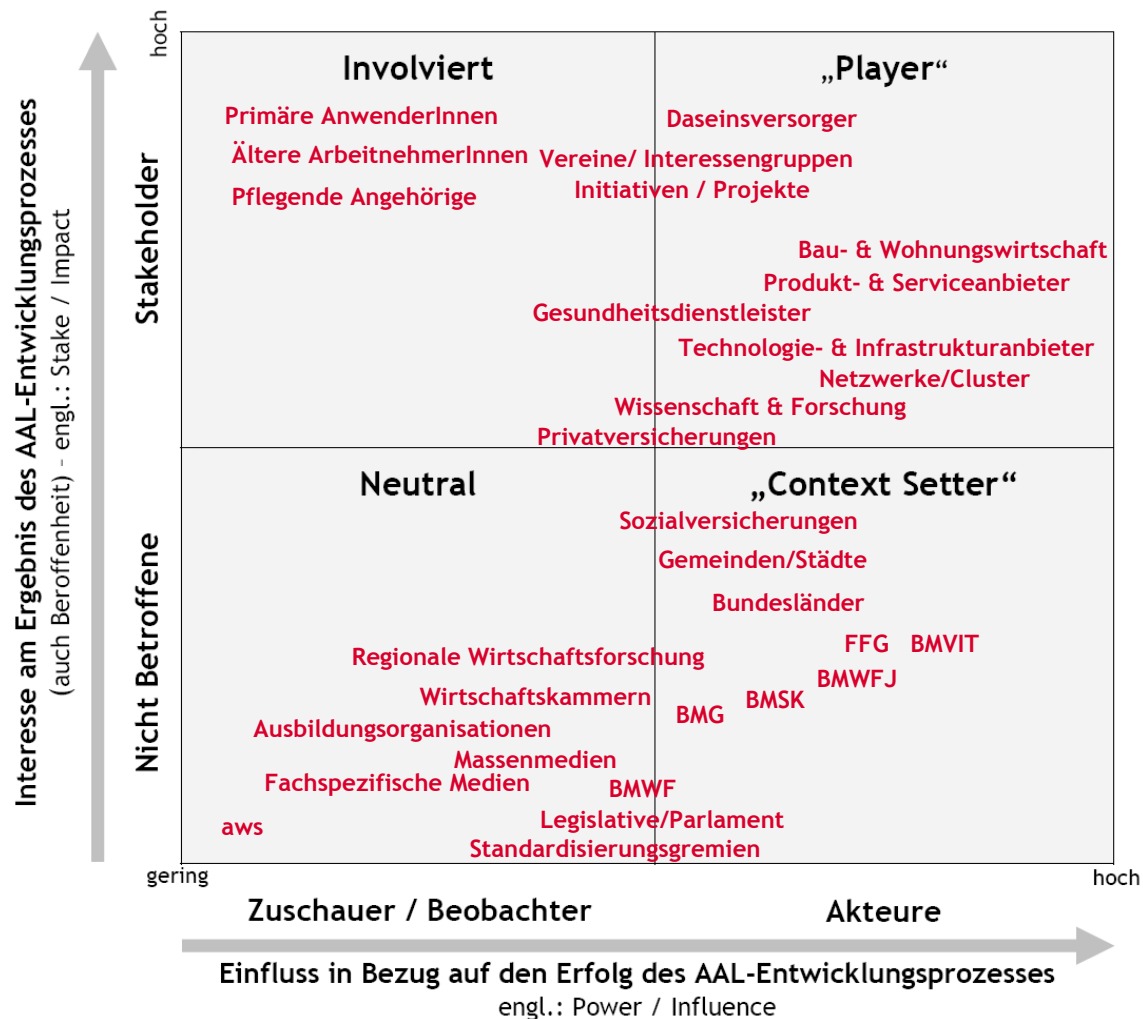 hoch
Involviert
„Player“
Primäre AnwenderInnen
Daseinsversorger
Ältere ArbeitnehmerInnen
Vereine/ Interessengruppen
Initiativen / Projekte
Pflegende Angehörige
Bau- & Wohnungswirtschaft
Produkt- & Serviceanbieter
Gesundheitsdienstleister
Technologie- & Infrastrukturanbieter
Netzwerke/Cluster
Wissenschaft & Forschung
Privatversicherungen
Stakeholder
Interesse am Ergebnis des AAL-Entwicklungsprozesses
(auch Beroffenheit) - engl.: Stake / Impact
Nicht Betroffene
Neutral
„Context Setter“
Sozialversicherungen
Gemeinden/Städte
Bundesländer
FFG
BMVIT
Regionale Wirtschaftsforschung
BMWFJ
Wirtschaftskammern
BMSK
BMG
Ausbildungsorganisationen
Massenmedien
Fachspezifische Medien
BMWF
aws
Legislative/Parlament
Standardisierungsgremien
gering
hoch
Zuschauer / Beobachter
Akteure
Einfluss in Bezug auf den Erfolg des AAL-Entwicklungsprozesses
engl.: Power / Influence